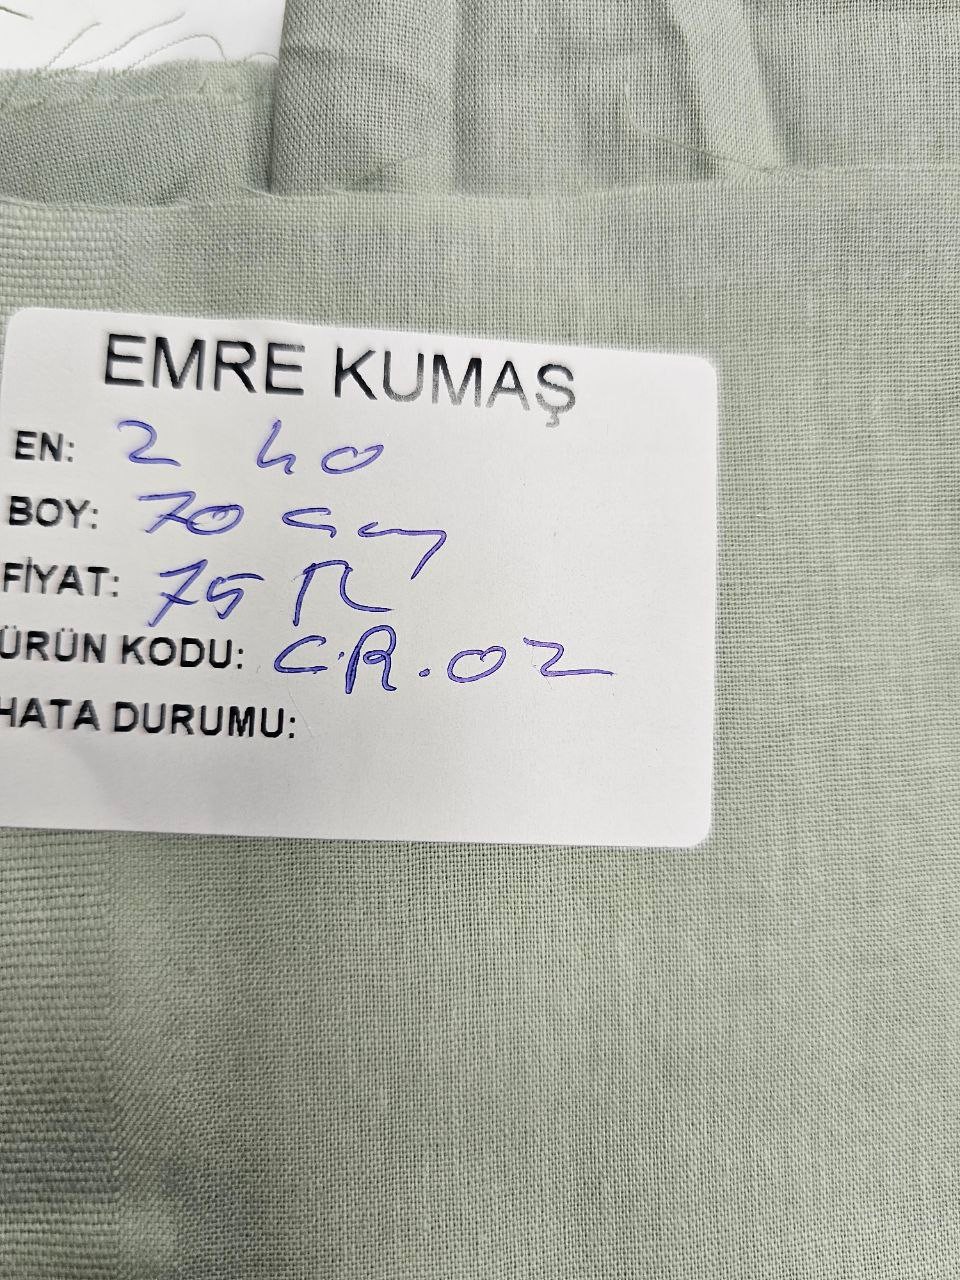 EMRE KUMAŞ
EN: 2 40
BOY: 70 cm
FİYAT: 75 TL
ÜRÜN KODU: C.R.02
HATA DURUMU: